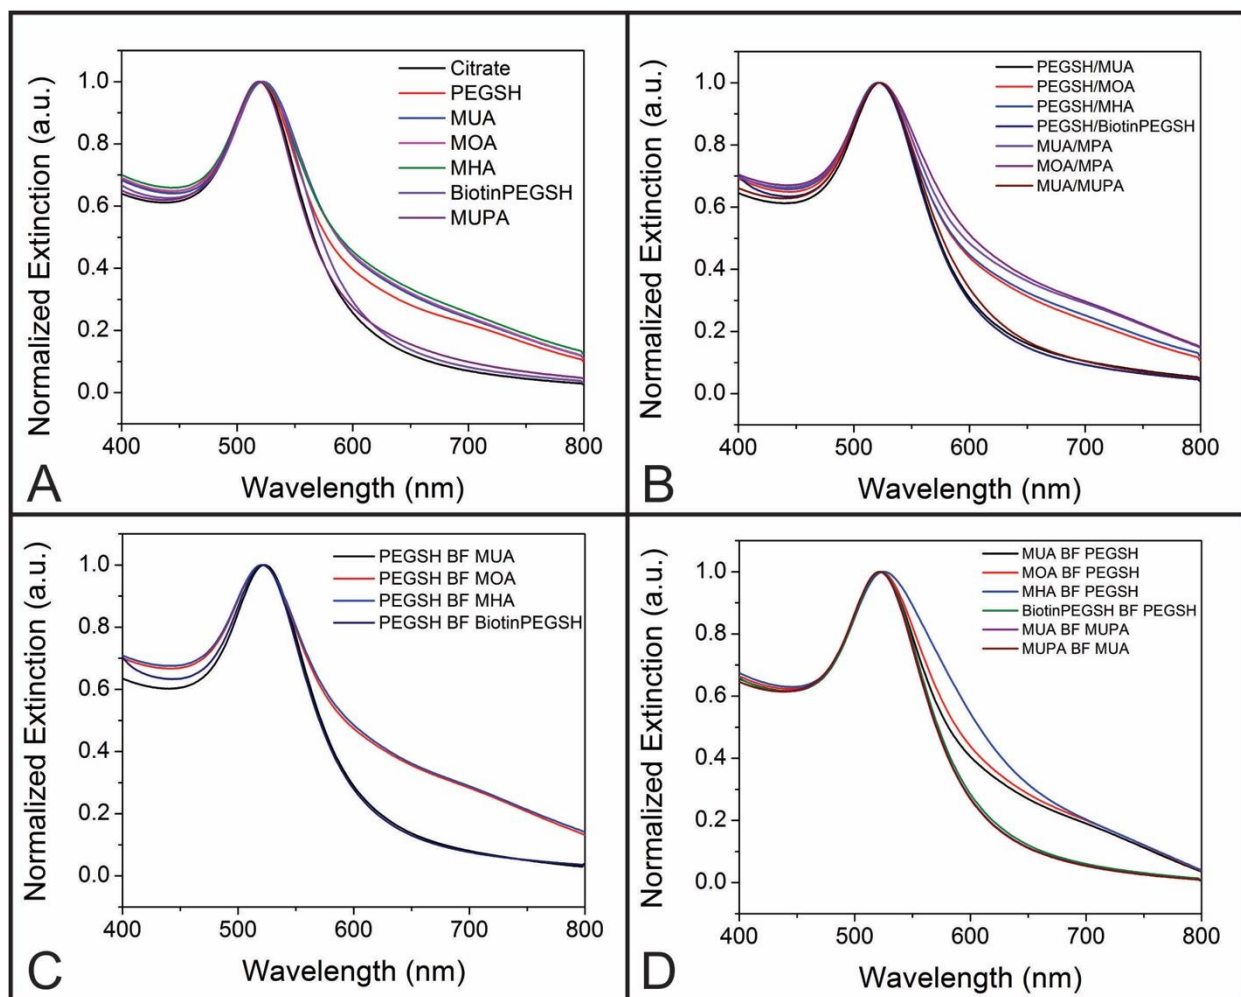 Normalized Extinction (a.u.)
1.0
0.8
0.6
0.4
0.2
0.0
Citrate
PEGSH
MUA
MOA
MHA
BiotinPEGSH
MUPA
400
500
600
700
800
Wavelength (nm)
A
Normalized Extinction (a.u.)
1.0
0.8
0.6
0.4
0.2
0.0
PEGSH/MUA
PEGSH/MOA
PEGSH/MHA
PEGSH/BiotinPEGSH
MUA/MPA
MOA/MPA
MUA/MUPA
400
500
600
700
800
Wavelength (nm)
B
Normalized Extinction (a.u.)
1.0
0.8
0.6
0.4
0.2
0.0
PEGSH BF MUA
PEGSH BF MOA
PEGSH BF MHA
PEGSH BF BiotinPEGSH
400
500
600
700
800
Wavelength (nm)
C
Normalized Extinction (a.u.)
1.0
0.8
0.6
0.4
0.2
0.0
MUA BF PEGSH
MOA BF PEGSH
MHA BF PEGSH
BiotinPEGSH BF PEGSH
MUA BF MUPA
MUPA BF MUA
400
500
600
700
800
Wavelength (nm)
D